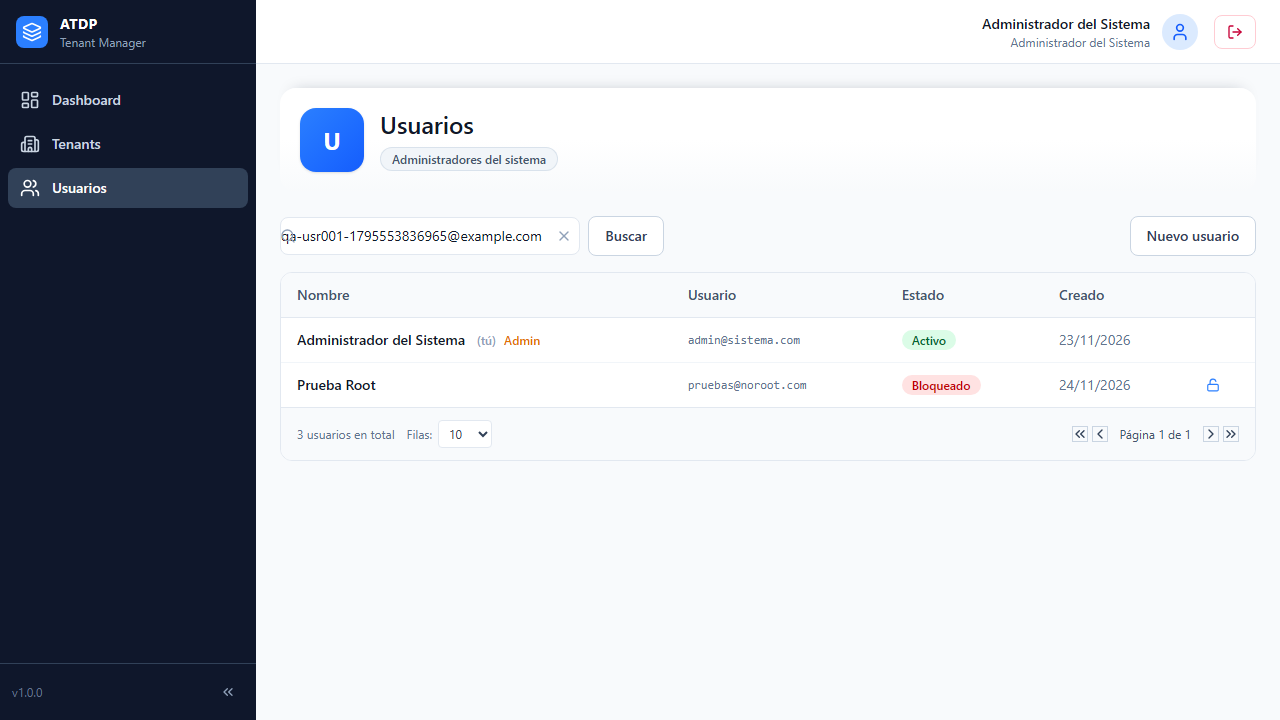 ATDP
Tenant Manager
Administrador del Sistema
Administrador del Sistema
Dashboard
Tenants
Usuarios
U
Usuarios
Administradores del sistema
qa-usr001-1795553836965@example.com
Buscar
Nuevo usuario
Nombre Usuario Estado Creado
Administrador del Sistema (tú) Admin admin@sistema.com Activo 23/11/2026
Prueba Root pruebas@noroot.com Bloqueado 24/11/2026
3 usuarios en total Filas: 10 Página 1 de 1
v1.0.0